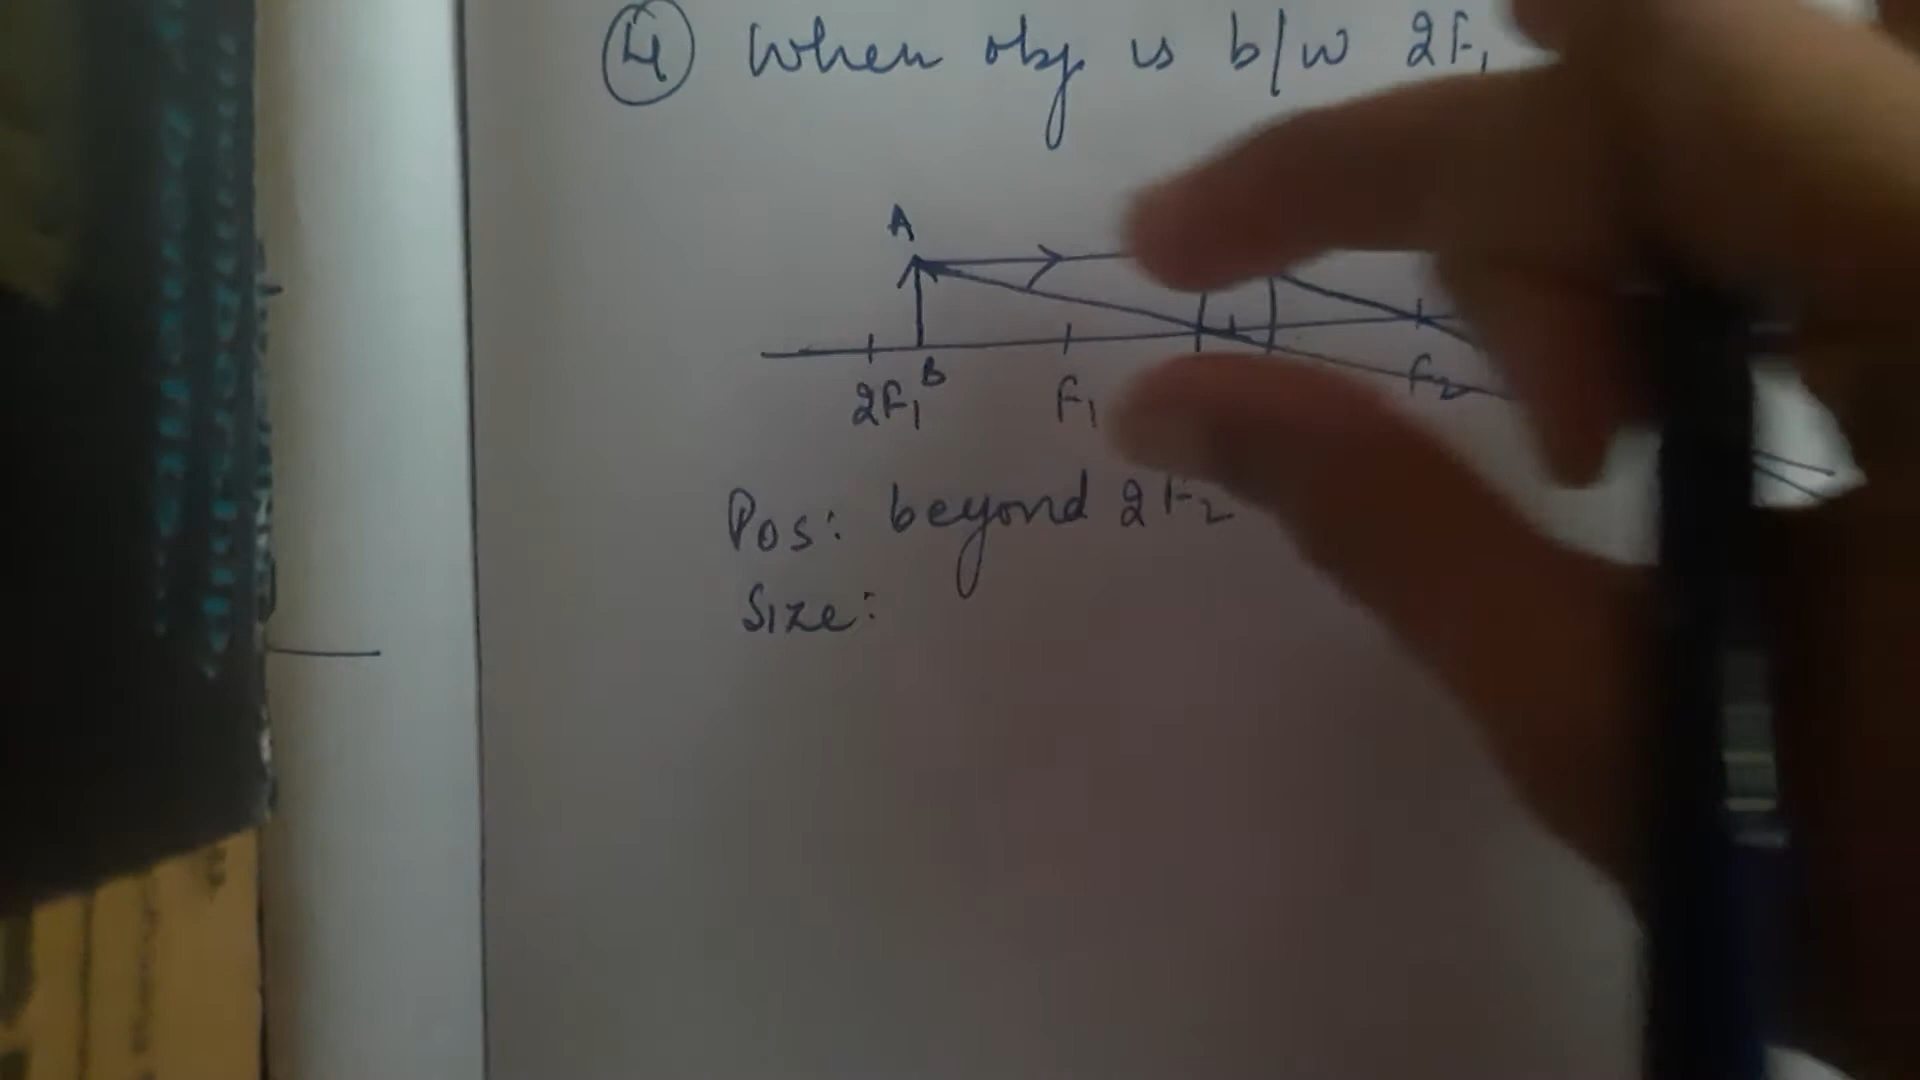 ④ When obj is b/w 2F₁
A
2F₁ B F₁ F₂
Pos: beyond 2F₂
Size: